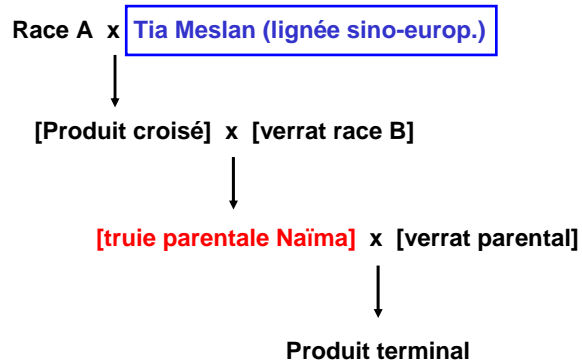 Race A x Tia Meslan (lignée sino-europ.)
[Produit croisé] x [verrat race B]
[truie parentale Naïma] x [verrat parental]
Produit terminal